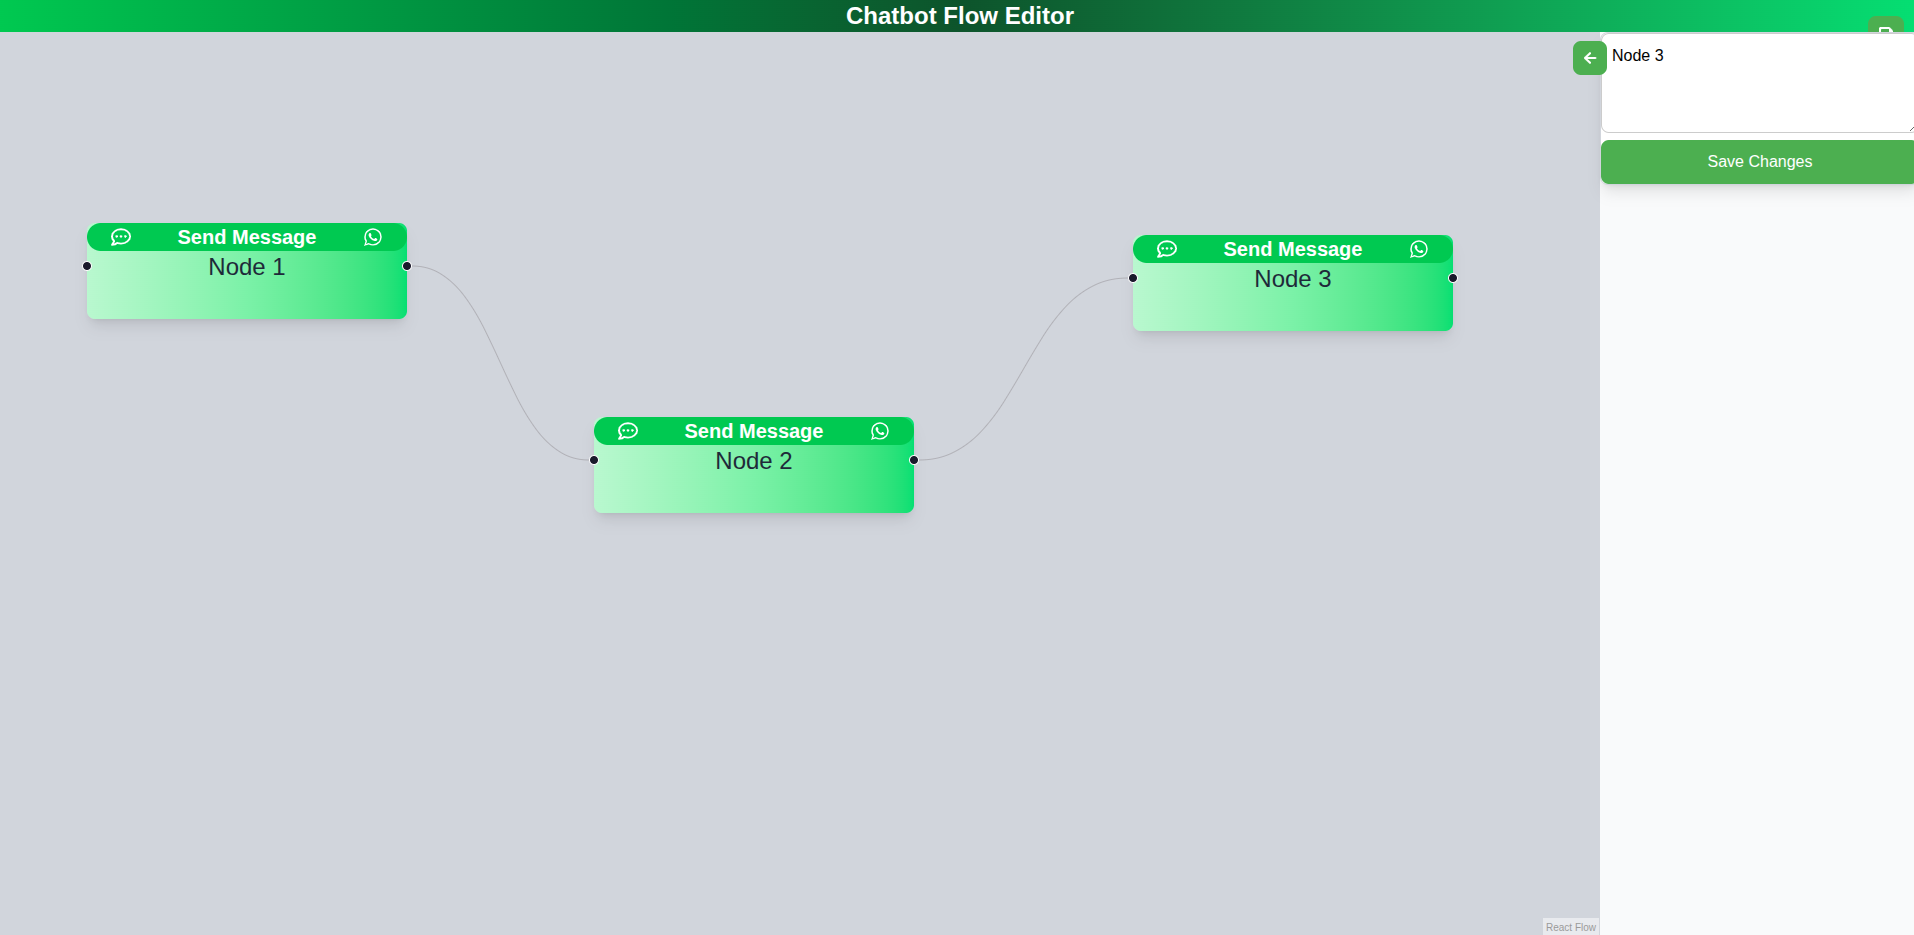 Chatbot Flow Editor
Node 3
Save Changes
Send Message
Node 1
Send Message
Node 3
Send Message
Node 2
React Flow